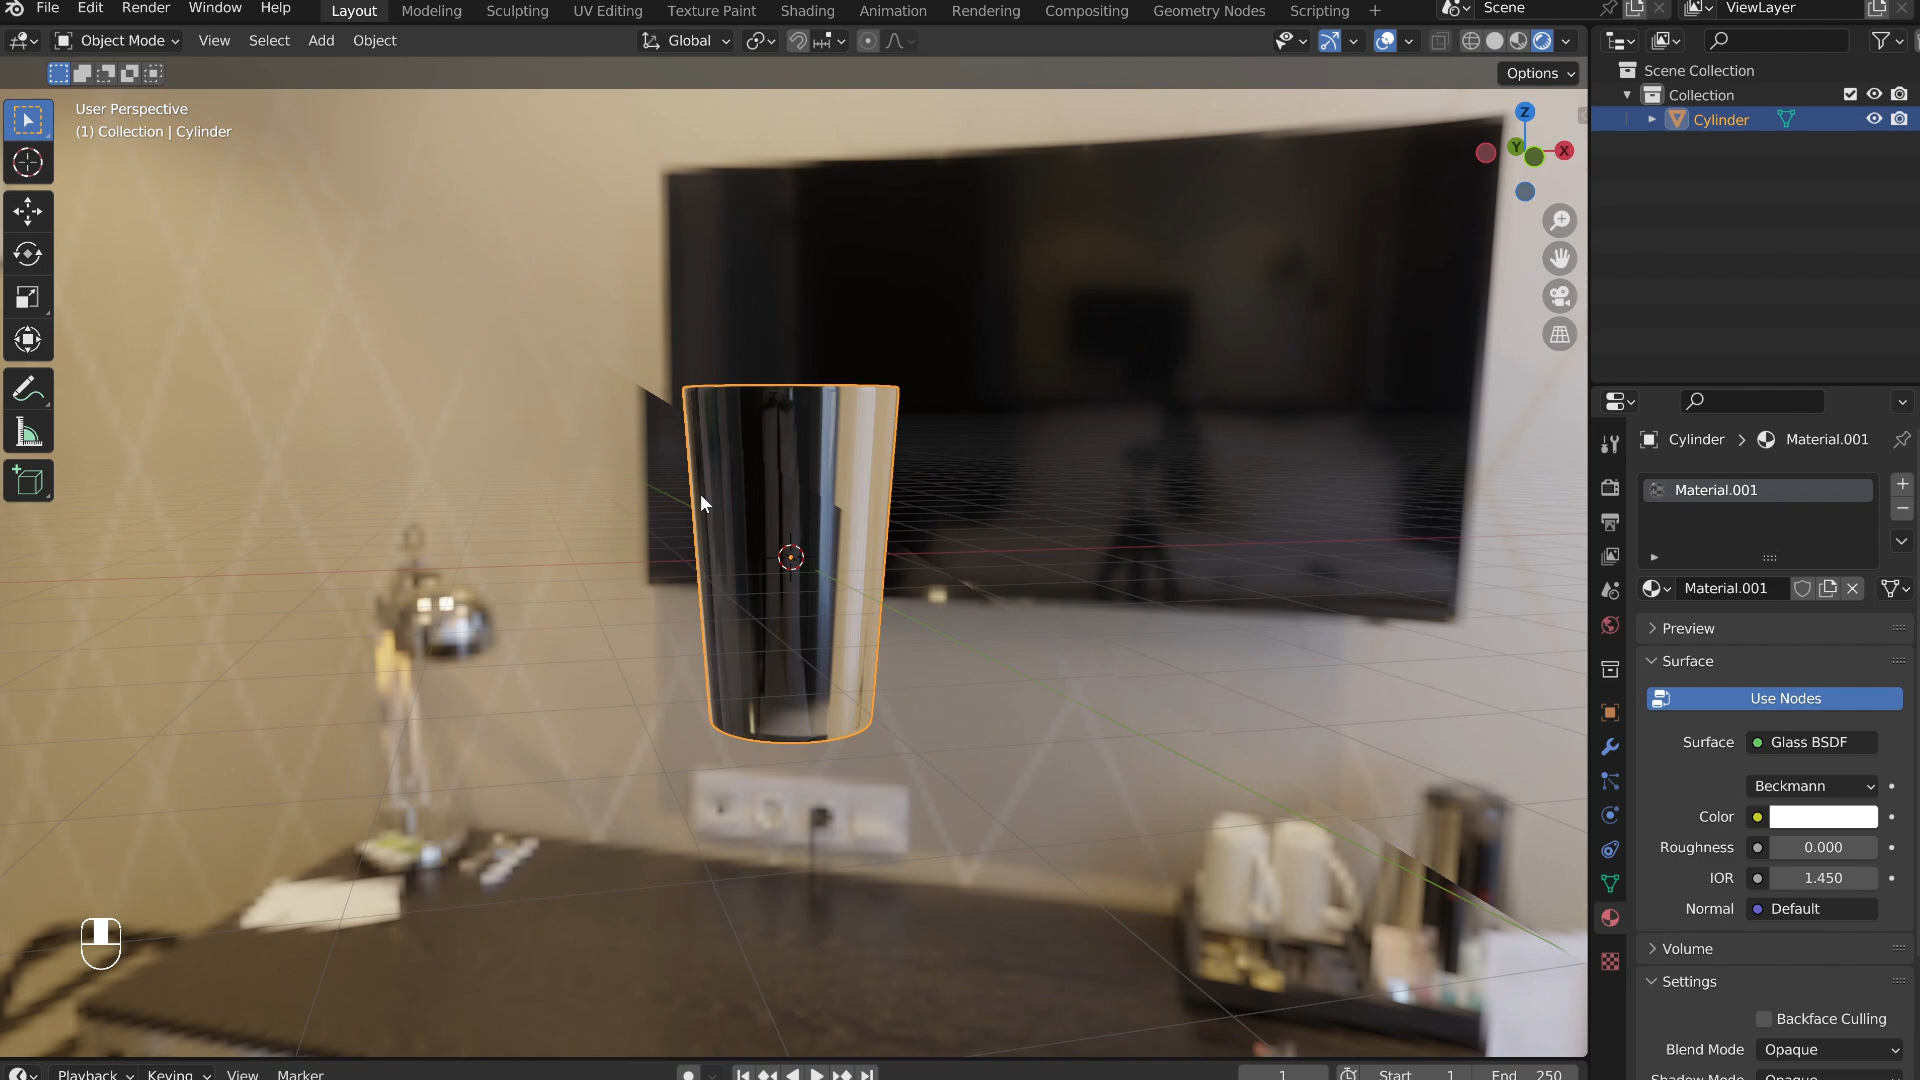 File Edit Render Window Help Layout Modeling Sculpting UV Editing Texture Paint Shading Animation Rendering Compositing Geometry Nodes Scripting + Scene ViewLayer
Object Mode View Select Add Object Global
Options
User Perspective
(1) Collection | Cylinder
Z
Y
X
Scene Collection
Collection
Cylinder
Cylinder > Material.001
Material.001
Material.001
Preview
Surface
Use Nodes
Surface Glass BSDF
Beckmann
Color
Roughness 0.000
IOR 1.450
Normal Default
Volume
Settings
Backface Culling
Blend Mode Opaque
Shadow Mode Opaque
Playback Keying View Marker 1 Start 1 End 250